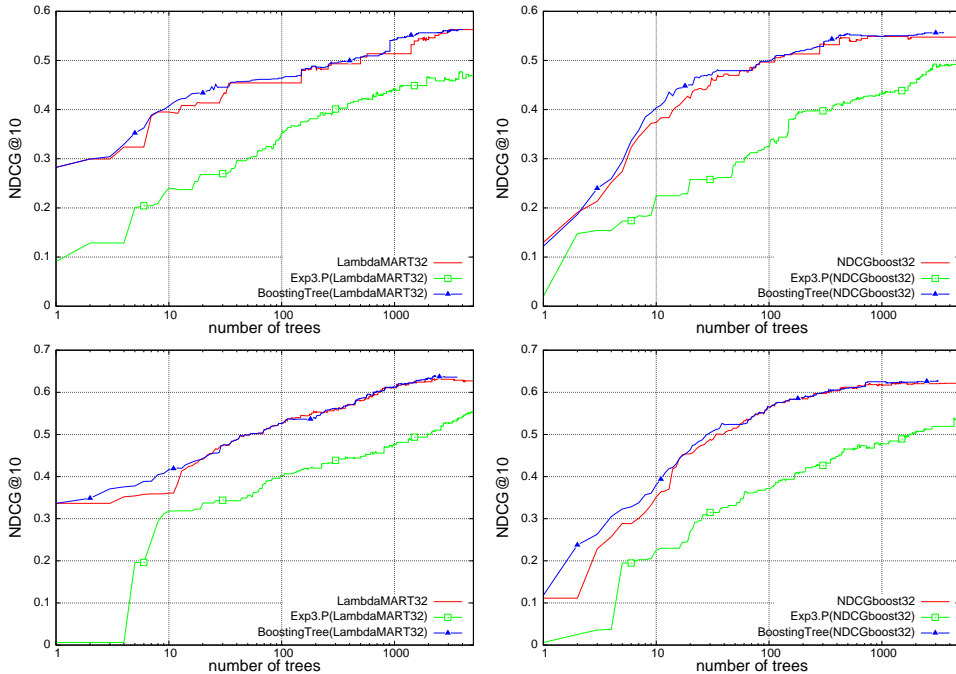 0.6
0.5
0.4
0.3
0.2
0.1
0
1
10
100
1000
NDCG@10
number of trees
LambdaMART32
Exp3.P(LambdaMART32)
BoostingTree(LambdaMART32)
0.6
0.5
0.4
0.3
0.2
0.1
0
1
10
100
1000
NDCG@10
number of trees
NDCGboost32
Exp3.P(NDCGboost32)
BoostingTree(NDCGboost32)
0.7
0.6
0.5
0.4
0.3
0.2
0.1
0
1
10
100
1000
NDCG@10
number of trees
LambdaMART32
Exp3.P(LambdaMART32)
BoostingTree(LambdaMART32)
0.7
0.6
0.5
0.4
0.3
0.2
0.1
0
1
10
100
1000
NDCG@10
number of trees
NDCGboost32
Exp3.P(NDCGboost32)
BoostingTree(NDCGboost32)